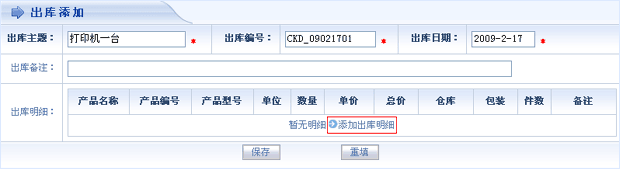 出库添加
出库主题： 打印机一台 * 出库编号： CKD_09021701 * 出库日期： 2009-2-17 *
出库备注：
出库明细： 产品名称 产品编号 产品型号 单位 数量 单价 总价 仓库 包装 件数 备注
暂无明细 添加出库明细
保存 重填